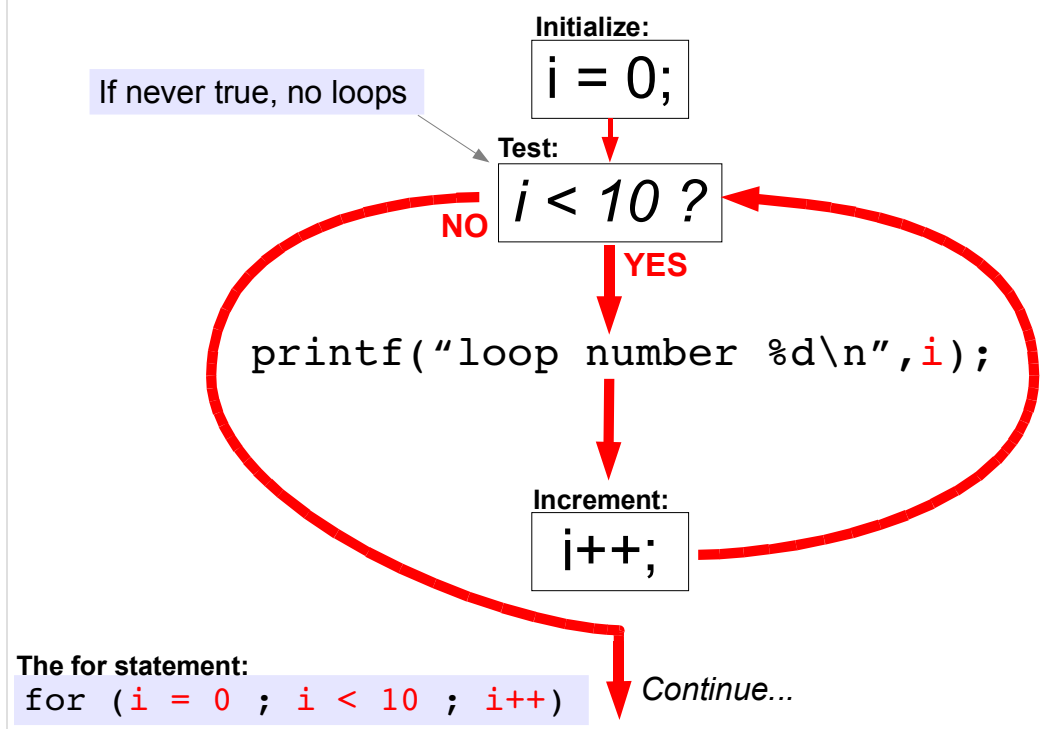 Initialize:
i = 0;
If never true, no loops
Test:
i < 10 ?
NO
YES
printf(“loop number %d\n”,i);
Increment:
i++;
The for statement:
for (i = 0 ; i < 10 ; i++)
Continue...